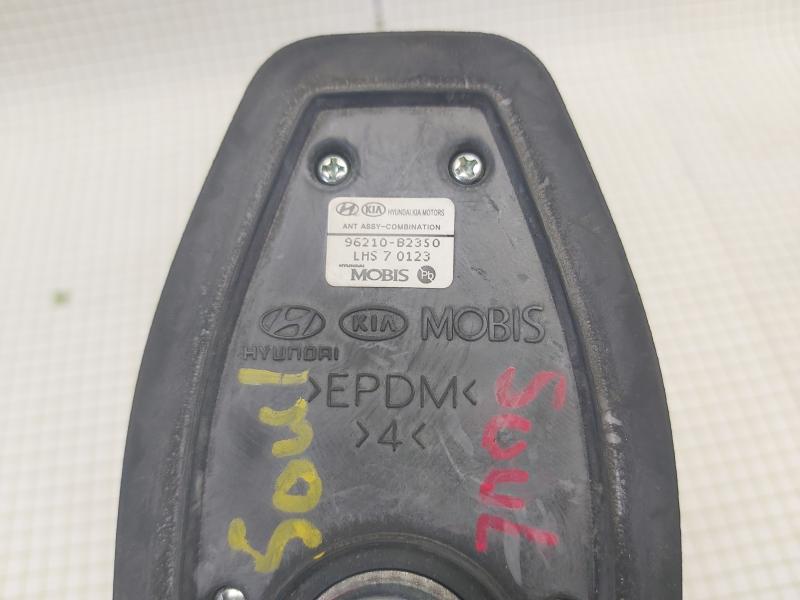 HYUNDAI KIA MOTORS
ANT ASSY-COMBINATION
96210-B2350
LHS 7 0123
HYUNDAI
MOBIS Pb
KIA MOBIS
HYUNDAI
>EPDM<
>4<
Soul
SouL